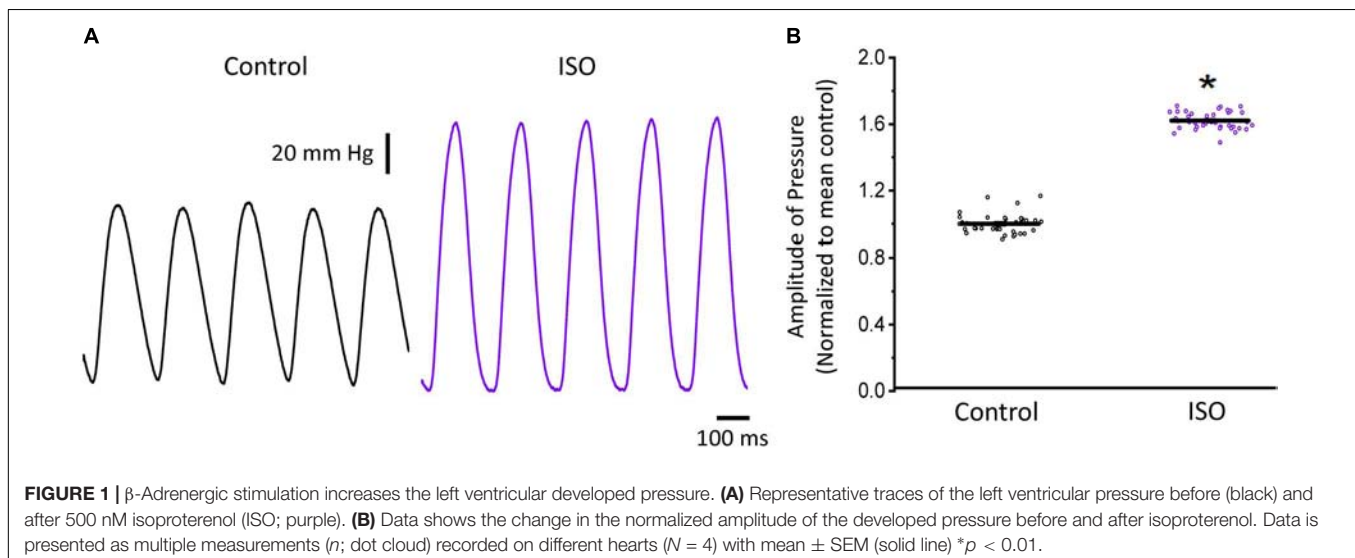 A
Control
ISO
20 mm Hg
100 ms
B
Amplitude of Pressure
(Normalized to mean control)
2.0
1.6
1.2
0.8
0.4
0.0
*
Control
ISO
FIGURE 1 | β-Adrenergic stimulation increases the left ventricular developed pressure. (A) Representative traces of the left ventricular pressure before (black) and
after 500 nM isoproterenol (ISO; purple). (B) Data shows the change in the normalized amplitude of the developed pressure before and after isoproterenol. Data is
presented as multiple measurements (n; dot cloud) recorded on different hearts (N = 4) with mean ± SEM (solid line) *p < 0.01.